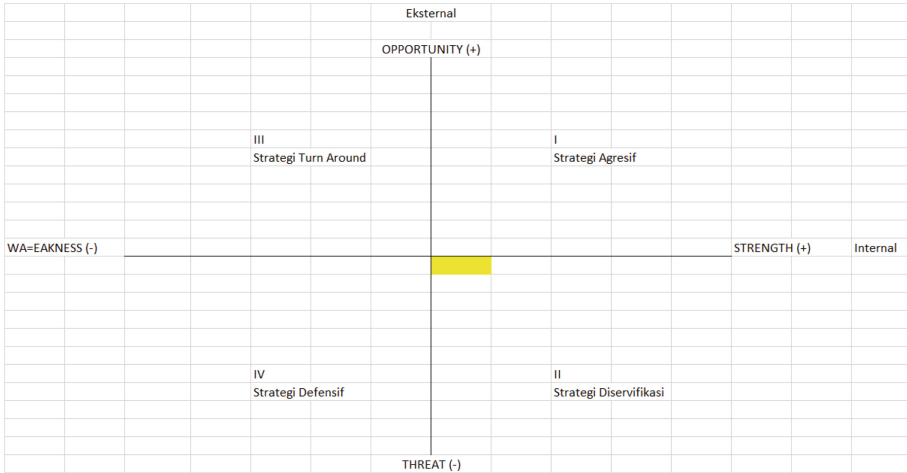 Eksternal
OPPORTUNITY (+)
III
I
Strategi Turn Around
Strategi Agresif
WA=EAKNESS (-)
STRENGTH (+)
Internal
IV
II
Strategi Defensif
Strategi Diservifikasi
THREAT (-)